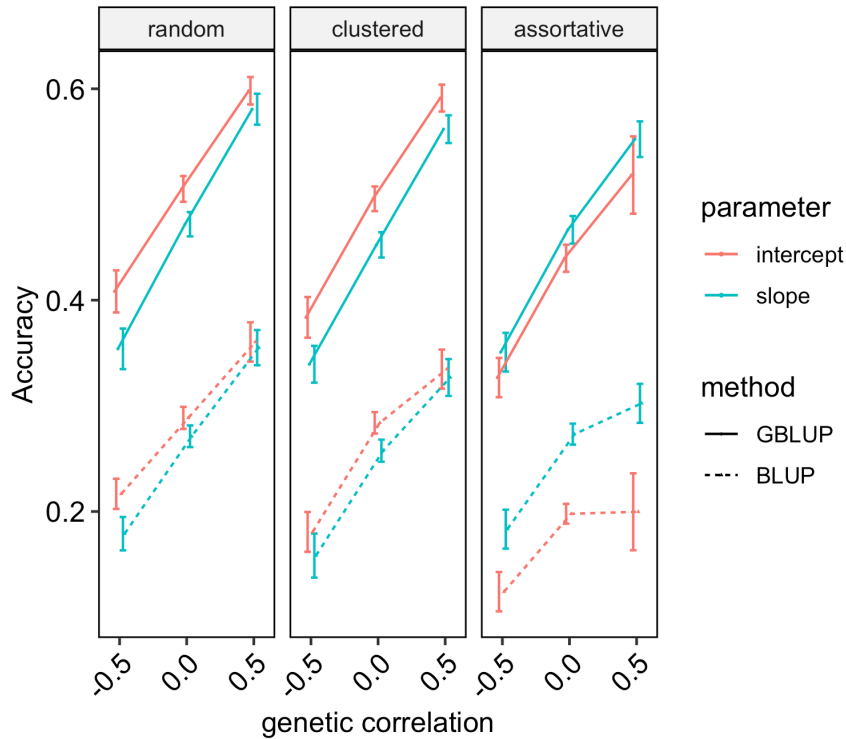 random clustered assortative
0.6
0.4
0.2
Accuracy
-0.5 0.0 0.5 -0.5 0.0 0.5 -0.5 0.0 0.5
genetic correlation
parameter
intercept
slope
method
GBLUP
BLUP